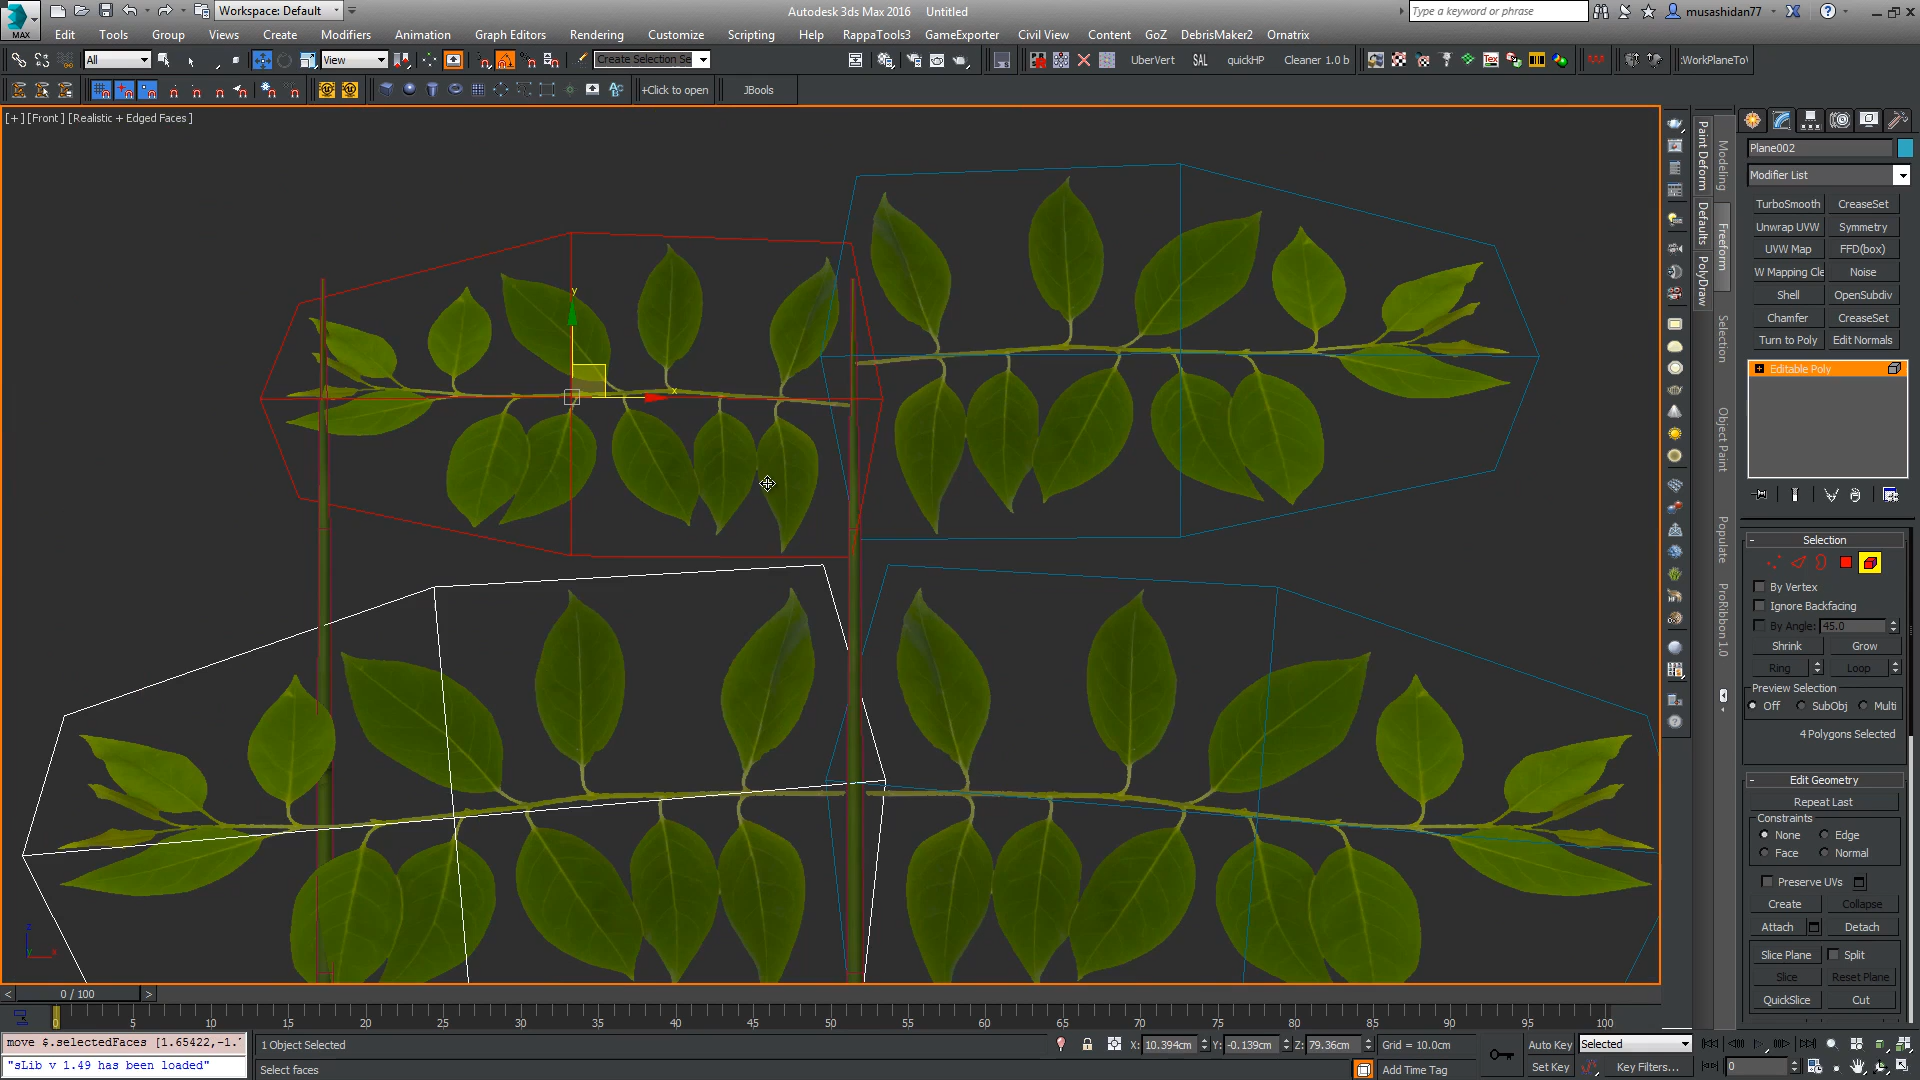 Workspace: Default
Autodesk 3ds Max 2016 Untitled
Type a keyword or phrase
musashidan77
MAX
Edit Tools Group Views Create Modifiers Animation Graph Editors Rendering Customize Scripting Help RappaTools3 GameExporter Civil View Content GoZ DebrisMaker2 Ornatrix
All
View
Create Selection Se
UberVert SAL quickHP Cleaner 1.0 b
Tex
:WorkPlaneTo
+Click to open
JBools
[+] [Front] [Realistic + Edged Faces]
y
x
Paint Deform
Defaults
PolyDraw
Modeling
Freeform
Selection
Object Paint
Populate
ProRibbon 1.0
Plane002
Modifier List
TurboSmooth CreaseSet
Unwrap UVW Symmetry
UVW Map FFD(box)
W Mapping Cle Noise
Shell OpenSubdiv
Chamfer CreaseSet
Turn to Poly Edit Normals
Editable Poly
Selection
By Vertex
Ignore Backfacing
By Angle: 45.0
Shrink Grow
Ring Loop
Preview Selection
Off SubObj Multi
4 Polygons Selected
Edit Geometry
Repeat Last
Constraints
None Edge
Face Normal
Preserve UVs
Create Collapse
Attach Detach
Slice Plane Split
Slice Reset Plane
QuickSlice Cut
0 / 100
0 5 10 15 20 25 30 35 40 45 50 55 60 65 70 75 80 85 90 95 100
move $.selectedFaces [1.65422,-1.
"sLib v 1.49 has been loaded"
1 Object Selected
Select faces
X: 10.394cm Y: -0.139cm Z: 79.36cm Grid = 10.0cm
Add Time Tag
Auto Key Selected
Set Key Key Filters...
0